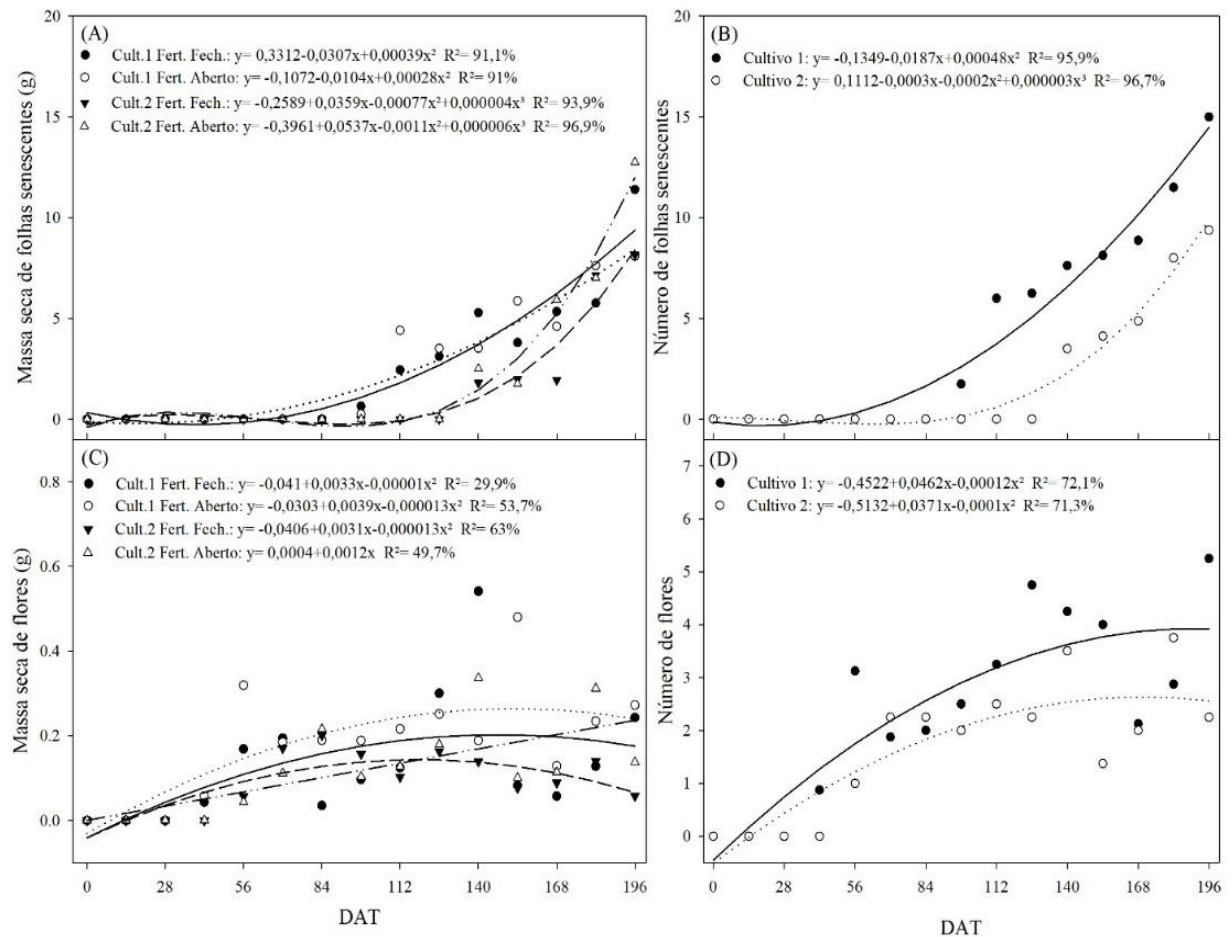 (A)
Cult.1 Fert. Fech.: y= 0,3312-0,0307x+0,00039x² R²= 91,1%
Cult.1 Fert. Aberto: y= -0,1072-0,0104x+0,00028x² R²= 91%
Cult.2 Fert. Fech.: y= -0,2589+0,0359x-0,00077x²+0,000004x³ R²= 93,9%
Cult.2 Fert. Aberto: y= -0,3961+0,0537x-0,0011x²+0,000006x³ R²= 96,9%
Massa seca de folhas senescentes (g)
20
15
10
5
0
(B)
Cultivo 1: y= -0,1349-0,0187x+0,00048x² R²= 95,9%
Cultivo 2: y= 0,1112-0,0003x-0,0002x²+0,000003x³ R²= 96,7%
Número de folhas senescentes
20
15
10
5
0
(C)
Cult.1 Fert. Fech.: y= -0,041+0,0033x-0,00001x² R²= 29,9%
Cult.1 Fert. Aberto: y= -0,0303+0,0039x-0,000013x² R²= 53,7%
Cult.2 Fert. Fech.: y= -0,0406+0,0031x-0,000013x² R²= 63%
Cult.2 Fert. Aberto: y= 0,0004+0,0012x R²= 49,7%
Massa seca de flores (g)
0.8
0.6
0.4
0.2
0.0
0 28 56 84 112 140 168 196
DAT
(D)
Cultivo 1: y= -0,4522+0,0462x-0,00012x² R²= 72,1%
Cultivo 2: y= -0,5132+0,0371x-0,0001x² R²= 71,3%
Número de flores
7
6
5
4
3
2
1
0
0 28 56 84 112 140 168 196
DAT